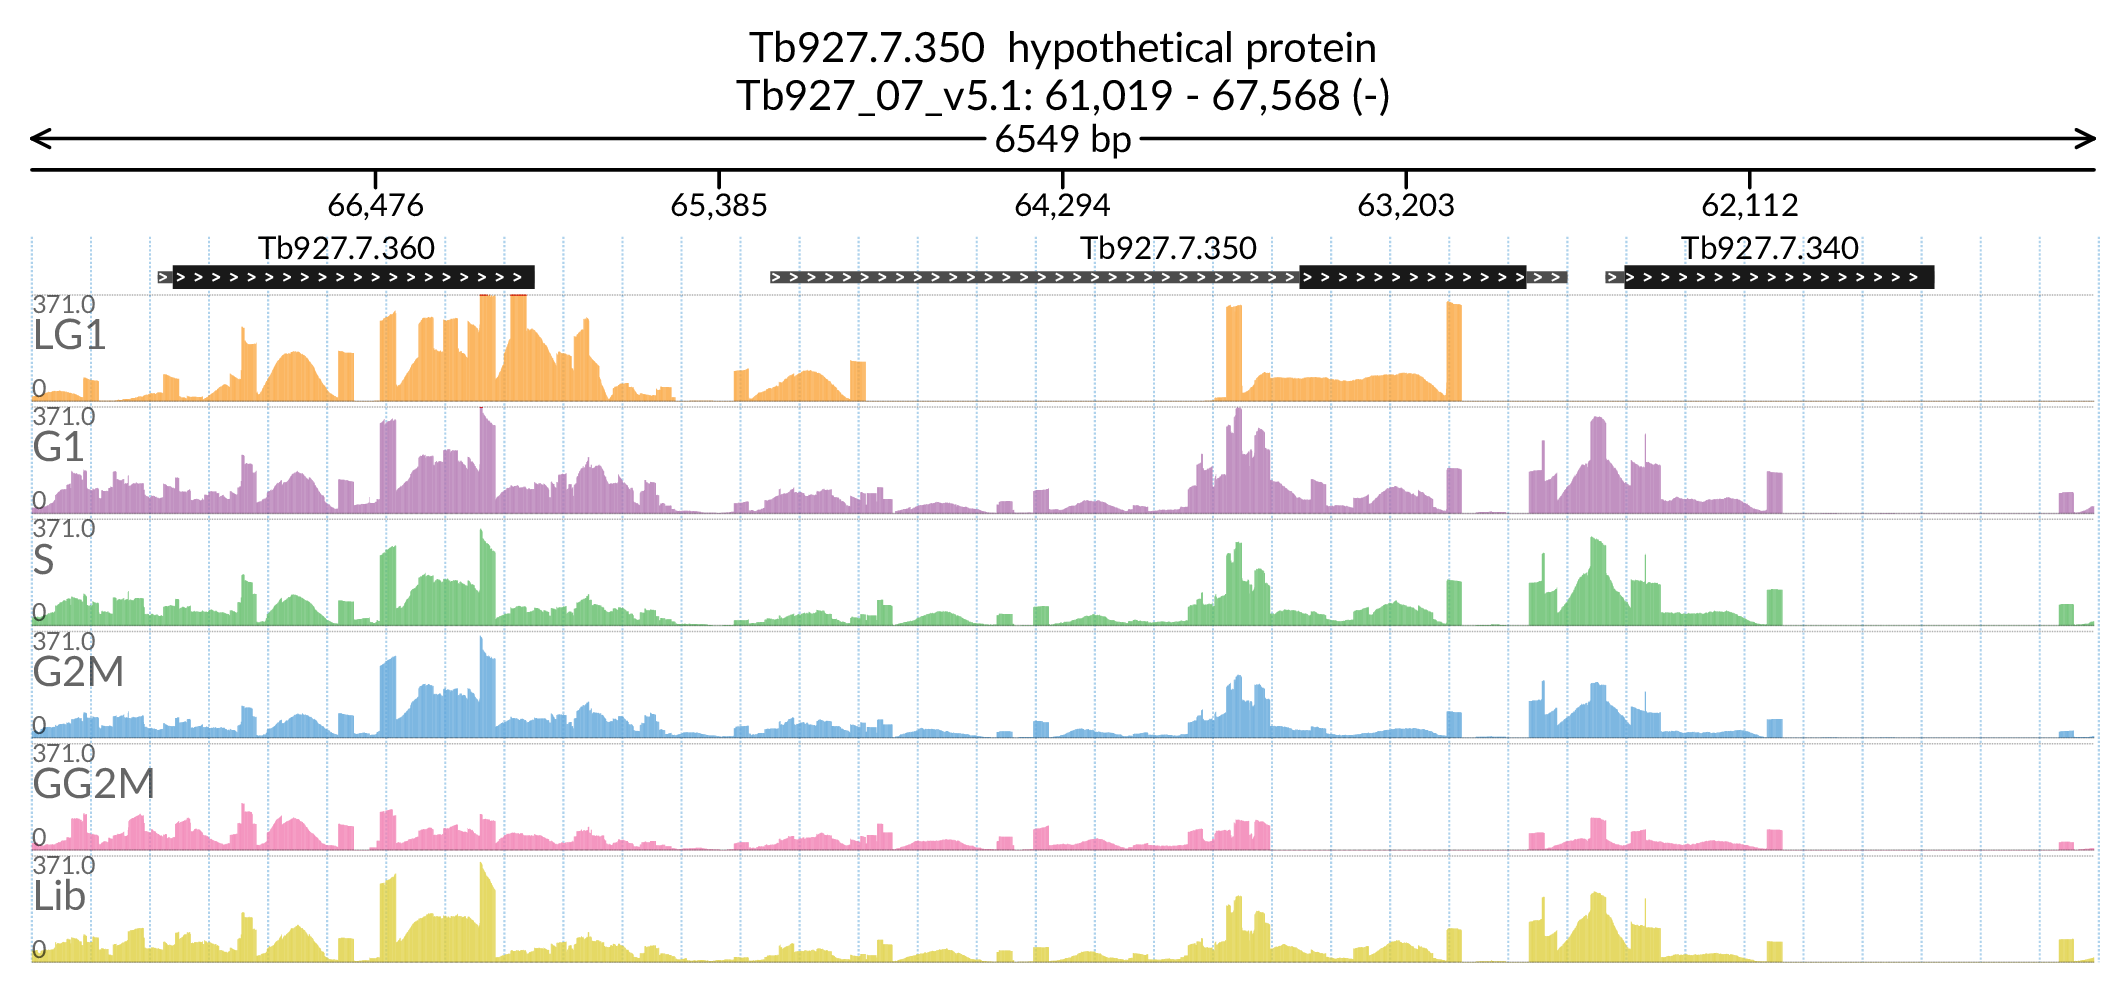 Tb927.7.350  hypothetical protein
Tb927_07_v5.1: 61,019 - 67,568 (-)
6549 bp
66,476 65,385 64,294 63,203 62,112
Tb927.7.360 Tb927.7.350 Tb927.7.340
371.0
LG1
0
371.0
G1
0
371.0
S
0
371.0
G2M
0
371.0
GG2M
0
371.0
Lib
0